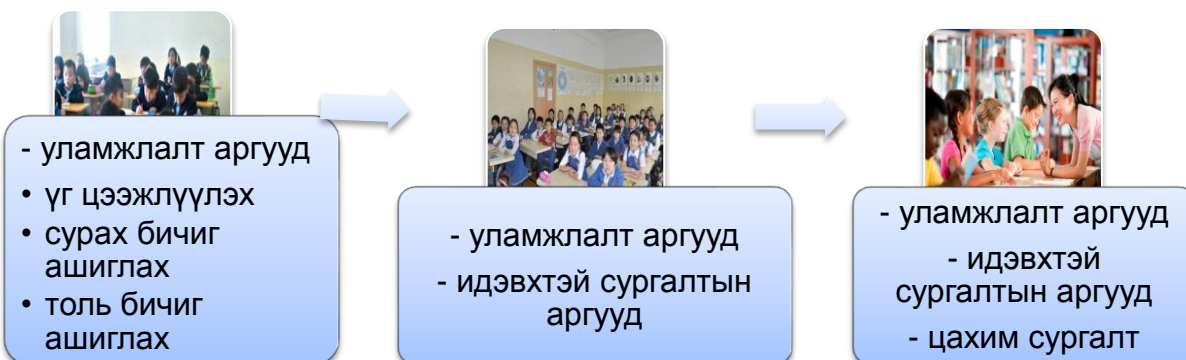 - уламжлалт аргууд
• үг цээжлүүлэх
• сурах бичиг
ашиглах
• толь бичиг
ашиглах
- уламжлалт аргууд
- идэвхтэй сургалтын
аргууд
- уламжлалт аргууд
- идэвхтэй
сургалтын аргууд
- цахим сургалт